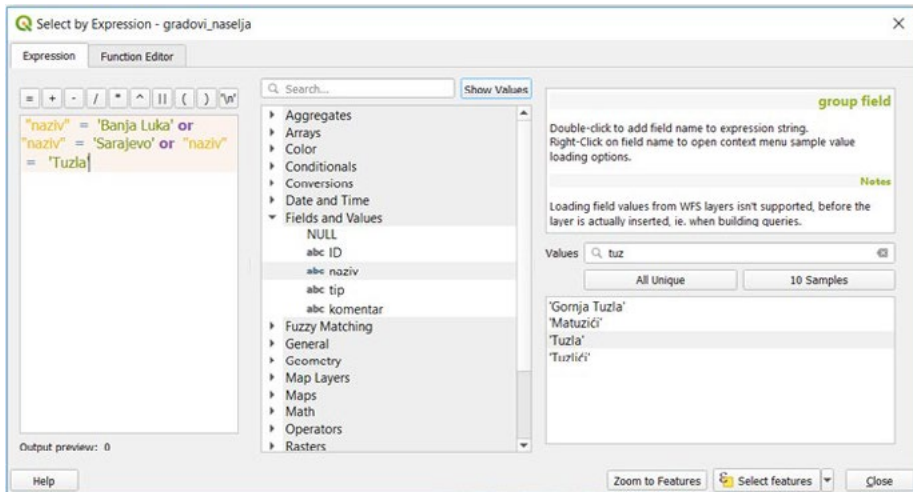 Select by Expression - gradovi_naselja
Expression Function Editor
= + - / * ^ || ( ) '\n'
"naziv" = 'Banja Luka' or
"naziv" = 'Sarajevo' or "naziv"
= 'Tuzla'
Output preview: 0
Search... Show Values
Aggregates
Arrays
Color
Conditionals
Conversions
Date and Time
Fields and Values
NULL
abc ID
abc naziv
abc tip
abc komentar
Fuzzy Matching
General
Geometry
Map Layers
Maps
Math
Operators
Rasters
group field
Double-click to add field name to expression string.
Right-Click on field name to open context menu sample value
loading options.
Notes
Loading field values from WFS layers isn't supported, before the
layer is actually inserted, ie. when building queries.
Values tuz
All Unique 10 Samples
'Gornja Tuzla'
'Matuzići'
'Tuzla'
'Tuzlići'
Help Zoom to Features Select features Close